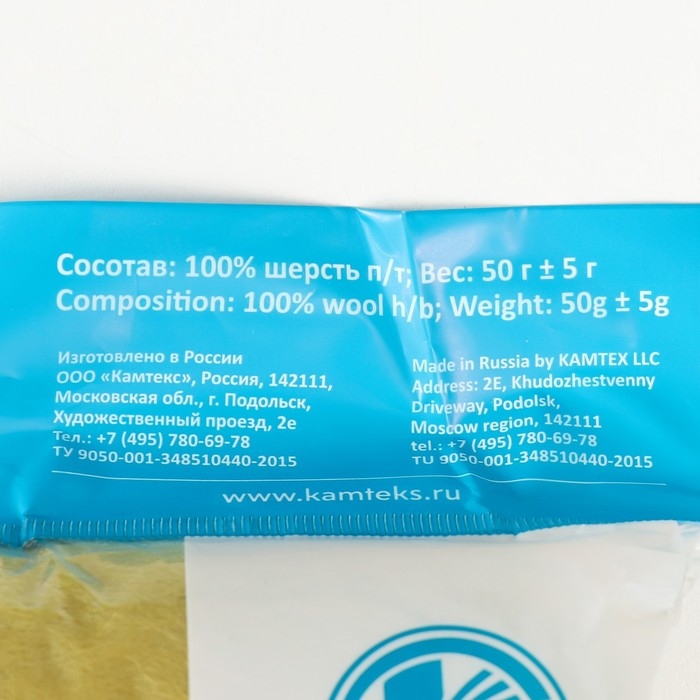 Сосотав: 100% шерсть п/т; Вес: 50 г ± 5 г
Composition: 100% wool h/b; Weight: 50g ± 5g
Изготовлено в России
ООО «Камтекс», Россия, 142111,
Московская обл., г. Подольск,
Художественный проезд, 2е
Тел.: +7 (495) 780-69-78
ТУ 9050-001-348510440-2015
Made in Russia by KAMTEX LLC
Address: 2E, Khudozhestvenny
Driveway, Podolsk,
Moscow region, 142111
tel.: +7 (495) 780-69-78
TU 9050-001-348510440-2015
www.kamteks.ru